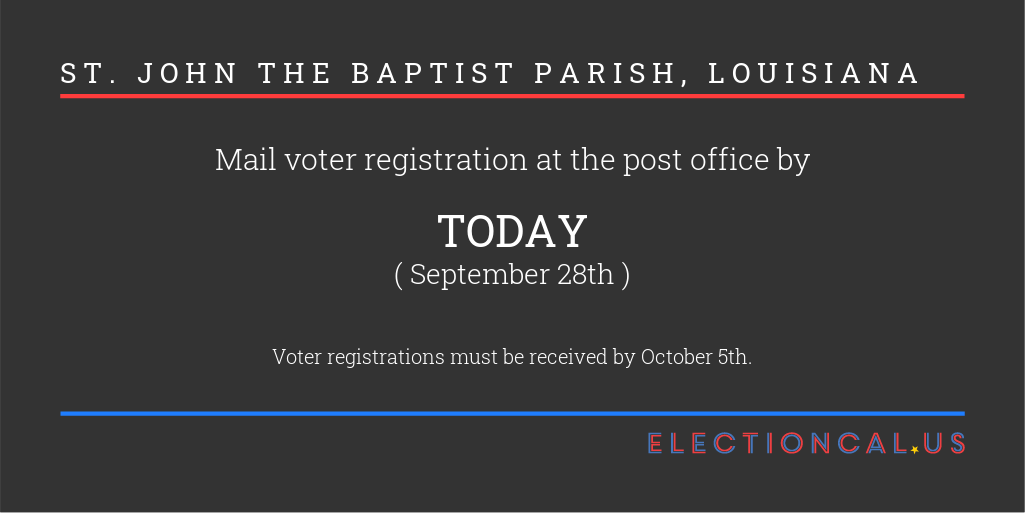 ST. JOHN THE BAPTIST PARISH, LOUISIANA
Mail voter registration at the post office by
TODAY
( September 28th )
Voter registrations must be received by October 5th.
ELECTIONCAL.US